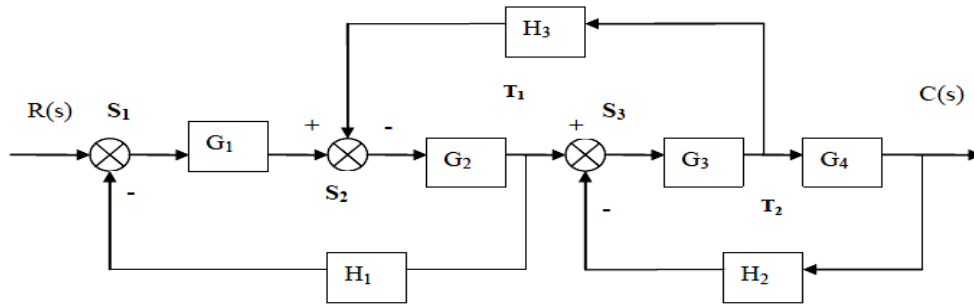 H₃
T₁
R(s)
S₁
S₃
C(s)
+
-
+
G₁
G₂
G₃
G₄
-
S₂
-
T₂
H₁
H₂